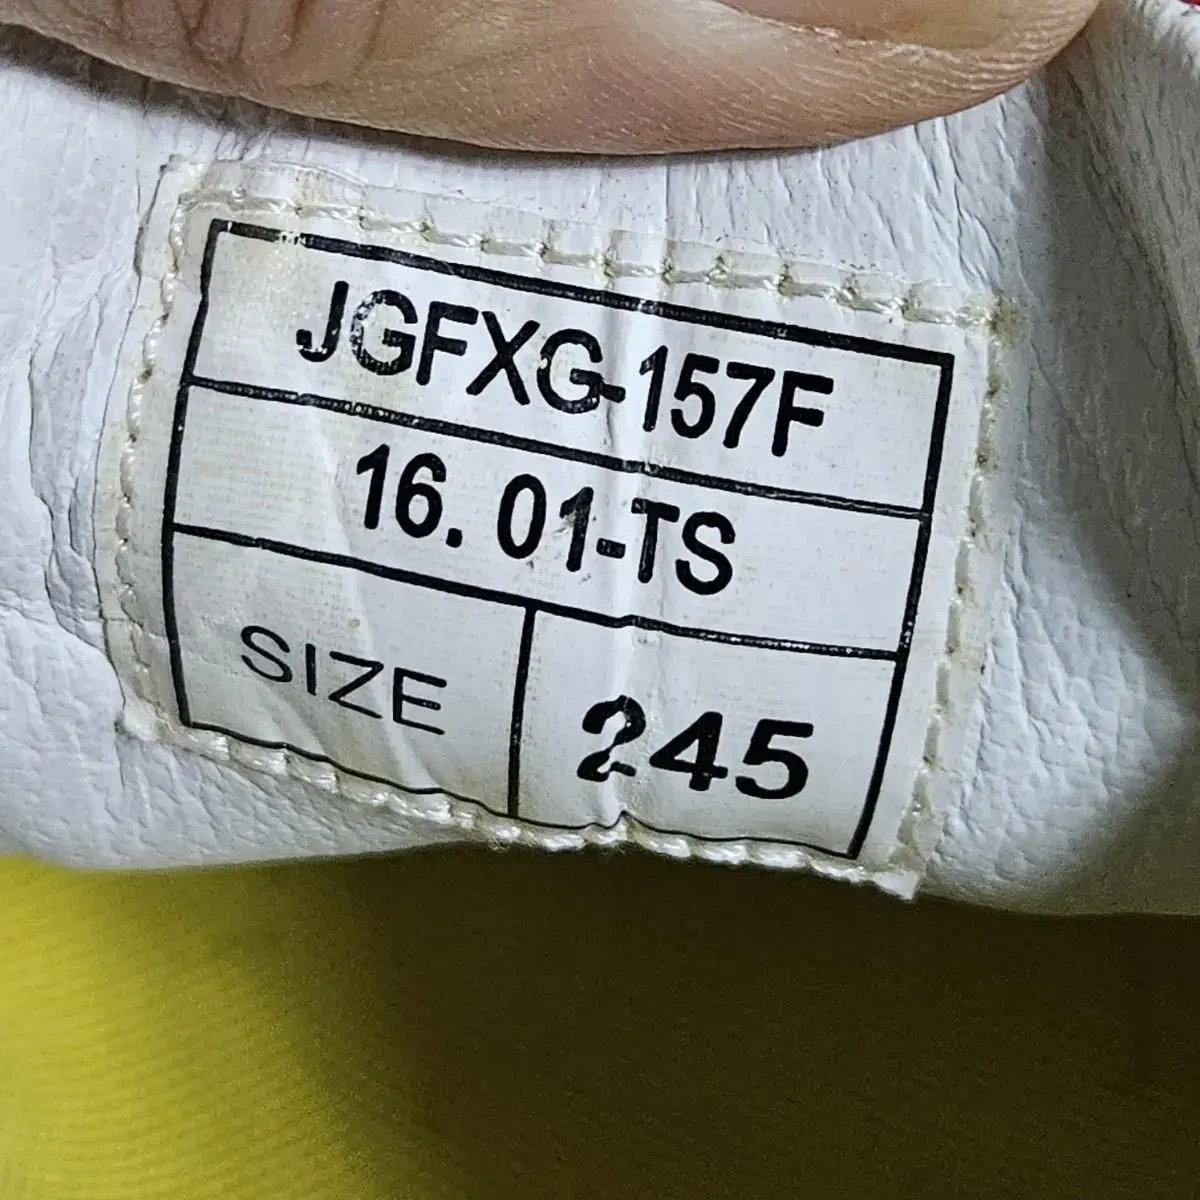 JGFXG-157F
16. 01-TS
SIZE 245